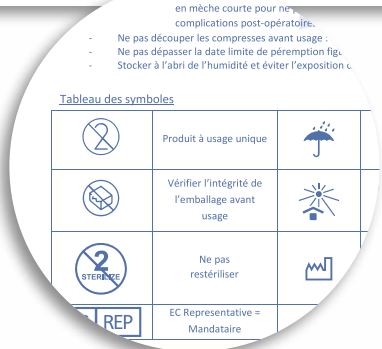 en mèche courte pour ne
complications post-opératoire.
- Ne pas découper les compresses avant usage :
- Ne pas dépasser la date limite de péremption
- Stocker à l'abri de l'humidité et éviter l'exposition
Tableau des symboles
2
Produit à usage unique
Vérifier l'intégrité de
l'emballage avant
usage
2
STERILIZE
Ne pas
restériliser
REP
EC Representative =
Mandataire